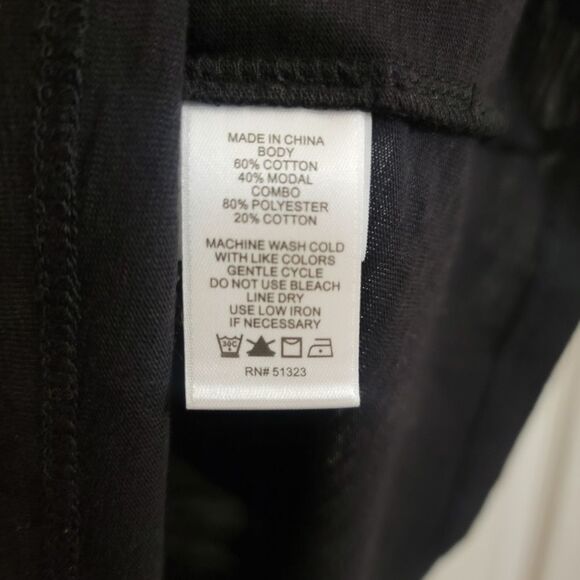 MADE IN CHINA
BODY
60% COTTON
40% MODAL
COMBO
80% POLYESTER
20% COTTON
MACHINE WASH COLD
WITH LIKE COLORS
GENTLE CYCLE
DO NOT USE BLEACH
LINE DRY
USE LOW IRON
IF NECESSARY
30C
RN# 51323